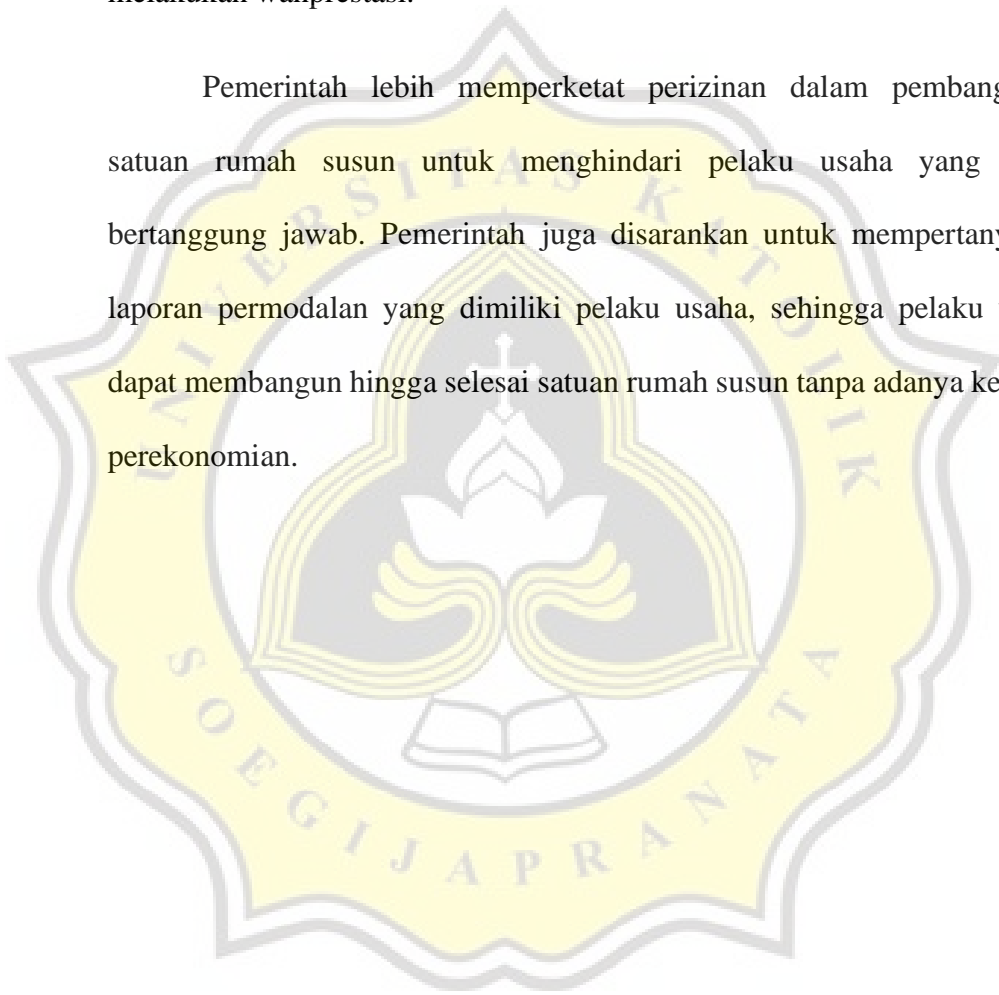 melakukan wanprestasi.
Pemerintah lebih memperketat perizinan dalam pembang
satuan rumah susun untuk menghindari pelaku usaha yang
bertanggung jawab. Pemerintah juga disarankan untuk mempertany
laporan permodalan yang dimiliki pelaku usaha, sehingga pelaku
dapat membangun hingga selesai satuan rumah susun tanpa adanya ke
perekonomian.
UNIVERSITAS KATOLIK
SOEGIJAPRANATA